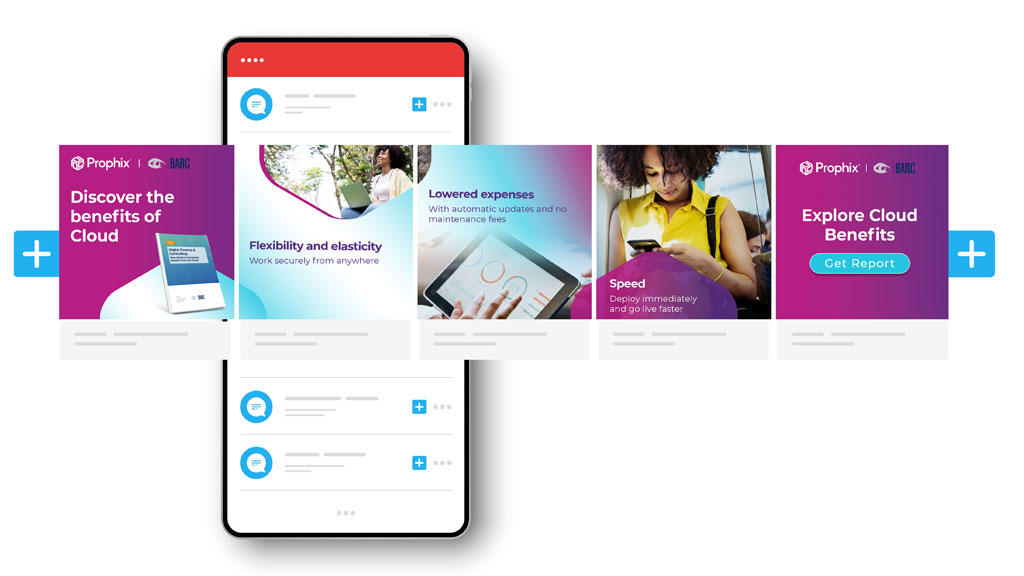 Prophix | BARC
Discover the
benefits of
Cloud
Digital Finance &
Controlling
BARC
Flexibility and elasticity
Work securely from anywhere
Lowered expenses
With automatic updates and no
maintenance fees
Speed
Deploy immediately
and go live faster
Prophix | BARC
Explore Cloud
Benefits
Get Report